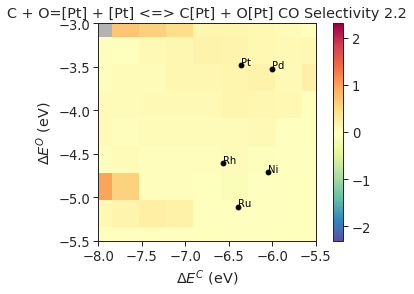 C + O=[Pt] + [Pt] <=> C[Pt] + O[Pt] CO Selectivity 2.2
−3.0
−3.5
−4.0
−4.5
−5.0
−5.5
ΔE^O (eV)
Pt
Pd
Rh
Ni
Ru
−8.0 −7.5 −7.0 −6.5 −6.0 −5.5
ΔE^C (eV)
2
1
0
−1
−2